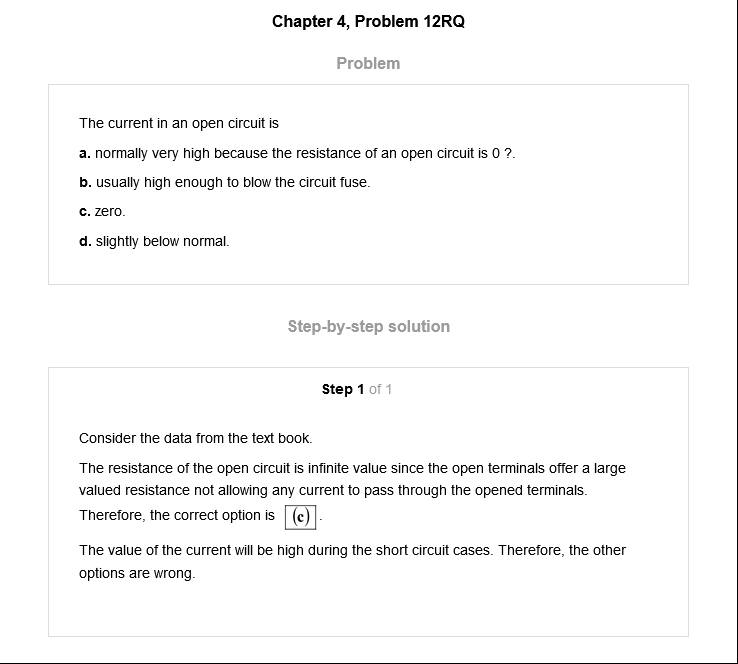 Chapter 4, Problem 12RQ
Problem
The current in an open circuit is
a. normally very high because the resistance of an open circuit is 0 ?.
b. usually high enough to blow the circuit fuse.
c. zero.
d. slightly below normal.
Step-by-step solution
Step 1 of 1
Consider the data from the text book.
The resistance of the open circuit is infinite value since the open terminals offer a large
valued resistance not allowing any current to pass through the opened terminals.
Therefore, the correct option is (c).
The value of the current will be high during the short circuit cases. Therefore, the other
options are wrong.